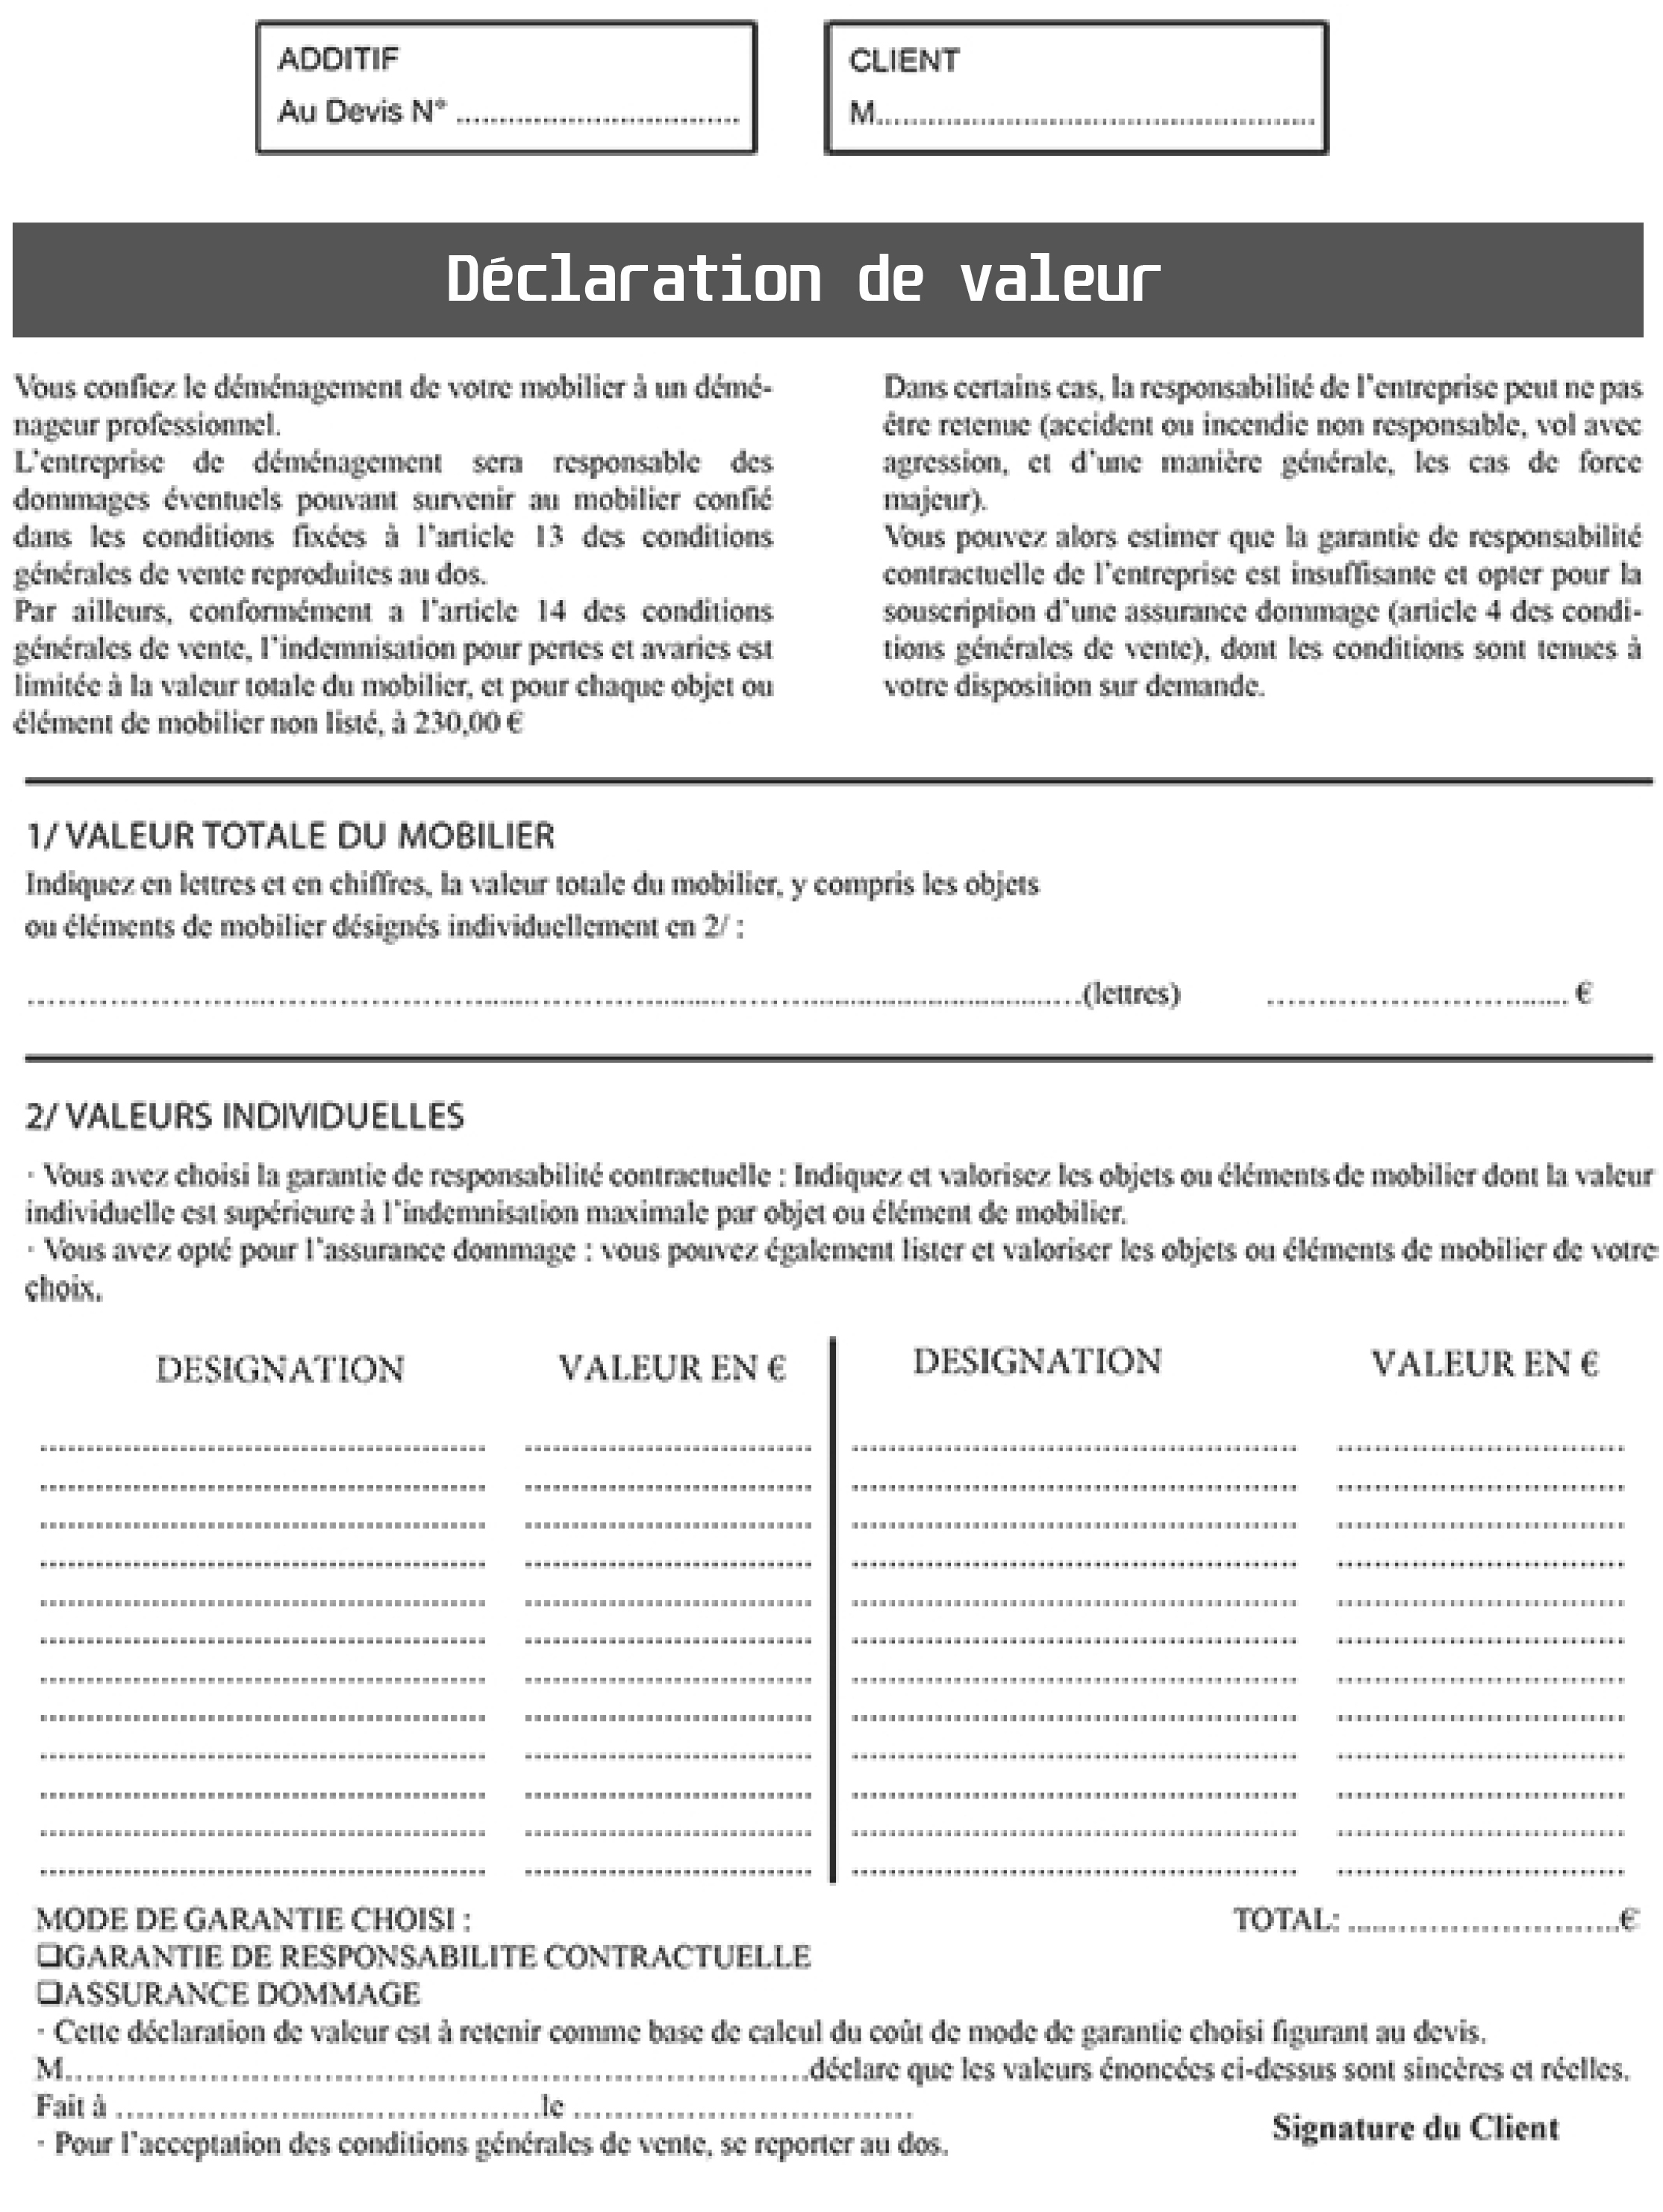 ADDITIF
Au Devis N° ................................
CLIENT
M..................................................
Déclaration de valeur
Vous confiez le déménagement de votre mobilier à un démé-
nageur professionnel.
L'entreprise de déménagement sera responsable des
dommages éventuels pouvant survenir au mobilier confié
dans les conditions fixées à l'article 13 des conditions
générales de vente reproduites au dos.
Par ailleurs, conformément a l'article 14 des conditions
générales de vente, l'indemnisation pour pertes et avaries est
limitée à la valeur totale du mobilier, et pour chaque objet ou
élément de mobilier non listé, à 230,00 €
Dans certains cas, la responsabilité de l'entreprise peut ne pas
être retenue (accident ou incendie non responsable, vol avec
agression, et d'une manière générale, les cas de force
majeur).
Vous pouvez alors estimer que la garantie de responsabilité
contractuelle de l'entreprise est insuffisante et opter pour la
souscription d'une assurance dommage (article 4 des condi-
tions générales de vente), dont les conditions sont tenues à
votre disposition sur demande.
1/ VALEUR TOTALE DU MOBILIER
Indiquez en lettres et en chiffres, la valeur totale du mobilier, y compris les objets
ou éléments de mobilier désignés individuellement en 2/ :
................................................................................(lettres) .............................. €
2/ VALEURS INDIVIDUELLES
· Vous avez choisi la garantie de responsabilité contractuelle : Indiquez et valorisez les objets ou éléments de mobilier dont la valeur
individuelle est supérieure à l'indemnisation maximale par objet ou élément de mobilier.
· Vous avez opté pour l'assurance dommage : vous pouvez également lister et valoriser les objets ou éléments de mobilier de votre
choix.
DESIGNATION VALEUR EN € DESIGNATION VALEUR EN €
MODE DE GARANTIE CHOISI :
TOTAL: .............................€
❑GARANTIE DE RESPONSABILITE CONTRACTUELLE
❑ASSURANCE DOMMAGE
· Cette déclaration de valeur est à retenir comme base de calcul du coût de mode de garantie choisi figurant au devis.
M......................................................................déclare que les valeurs énoncées ci-dessus sont sincères et réelles.
Fait à ..........................................le ................................
· Pour l'acceptation des conditions générales de vente, se reporter au dos.
Signature du Client